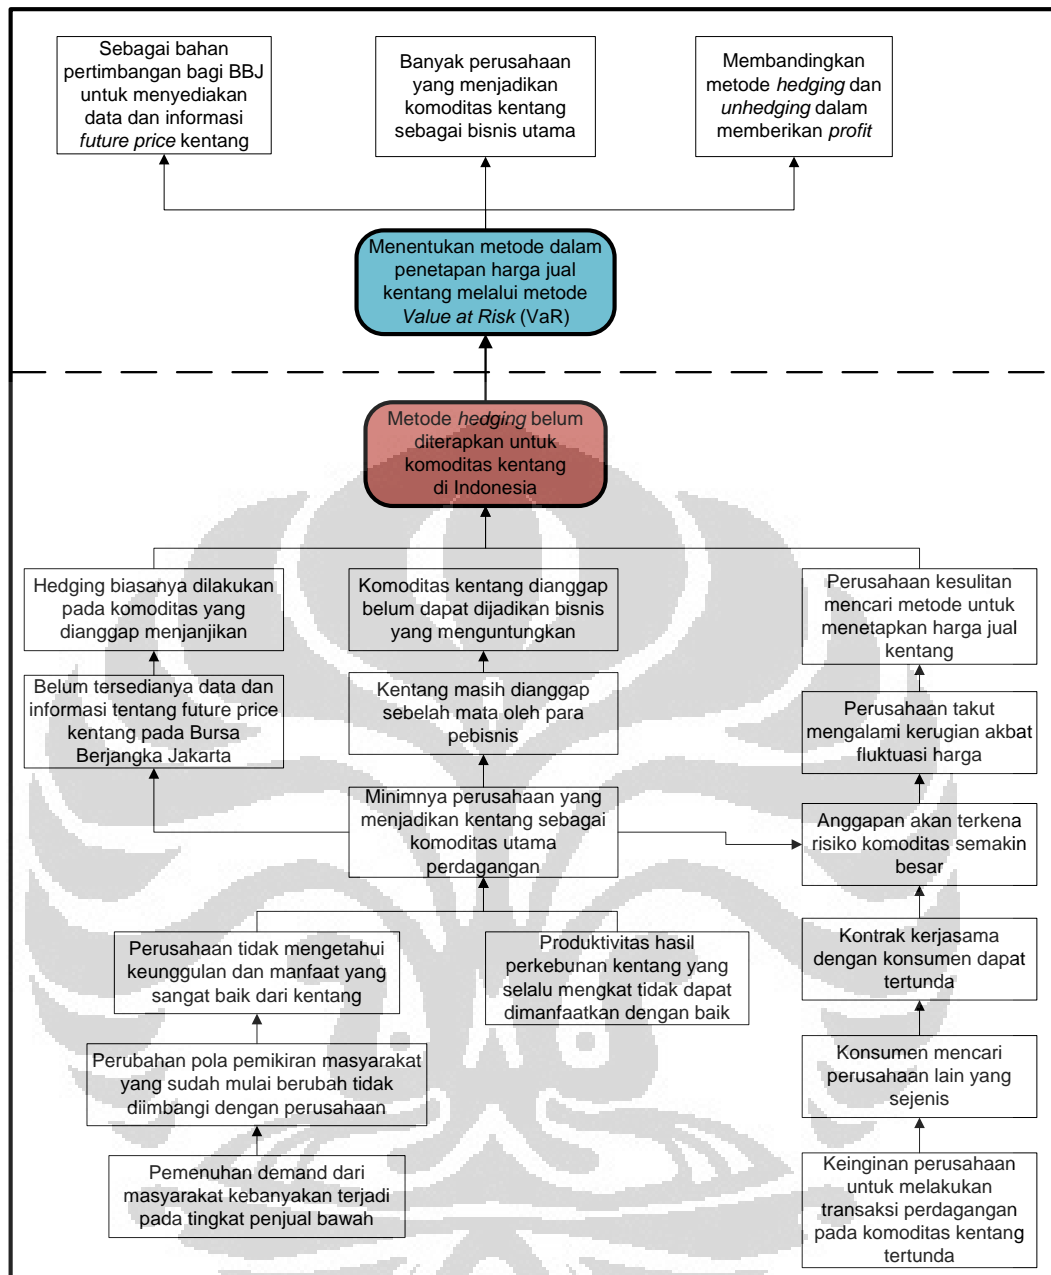 Sebagai bahan
pertimbangan bagi BBJ
untuk menyediakan
data dan informasi
future price kentang
Banyak perusahaan
yang menjadikan
komoditas kentang
sebagai bisnis utama
Membandingkan
metode hedging dan
unhedging dalam
memberikan profit
Menentukan metode dalam
penetapan harga jual
kentang melalui metode
Value at Risk (VaR)
Metode hedging belum
diterapkan untuk
komoditas kentang
di Indonesia
Hedging biasanya dilakukan
pada komoditas yang
dianggap menjanjikan
Komoditas kentang dianggap
belum dapat dijadikan bisnis
yang menguntungkan
Perusahaan kesulitan
mencari metode untuk
menetapkan harga jual
kentang
Belum tersedianya data dan
informasi tentang future price
kentang pada Bursa
Berjangka Jakarta
Kentang masih dianggap
sebelah mata oleh para
pebisnis
Perusahaan takut
mengalami kerugian akbat
fluktuasi harga
Minimnya perusahaan yang
menjadikan kentang sebagai
komoditas utama
perdagangan
Anggapan akan terkena
risiko komoditas semakin
besar
Perusahaan tidak mengetahui
keunggulan dan manfaat yang
sangat baik dari kentang
Produktivitas hasil
perkebunan kentang yang
selalu mengkat tidak dapat
dimanfaatkan dengan baik
Kontrak kerjasama
dengan konsumen dapat
tertunda
Perubahan pola pemikiran masyarakat
yang sudah mulai berubah tidak
diimbangi dengan perusahaan
Konsumen mencari
perusahaan lain yang
sejenis
Pemenuhan demand dari
masyarakat kebanyakan terjadi
pada tingkat penjual bawah
Keinginan perusahaan
untuk melakukan
transaksi perdagangan
pada komoditas kentang
tertunda